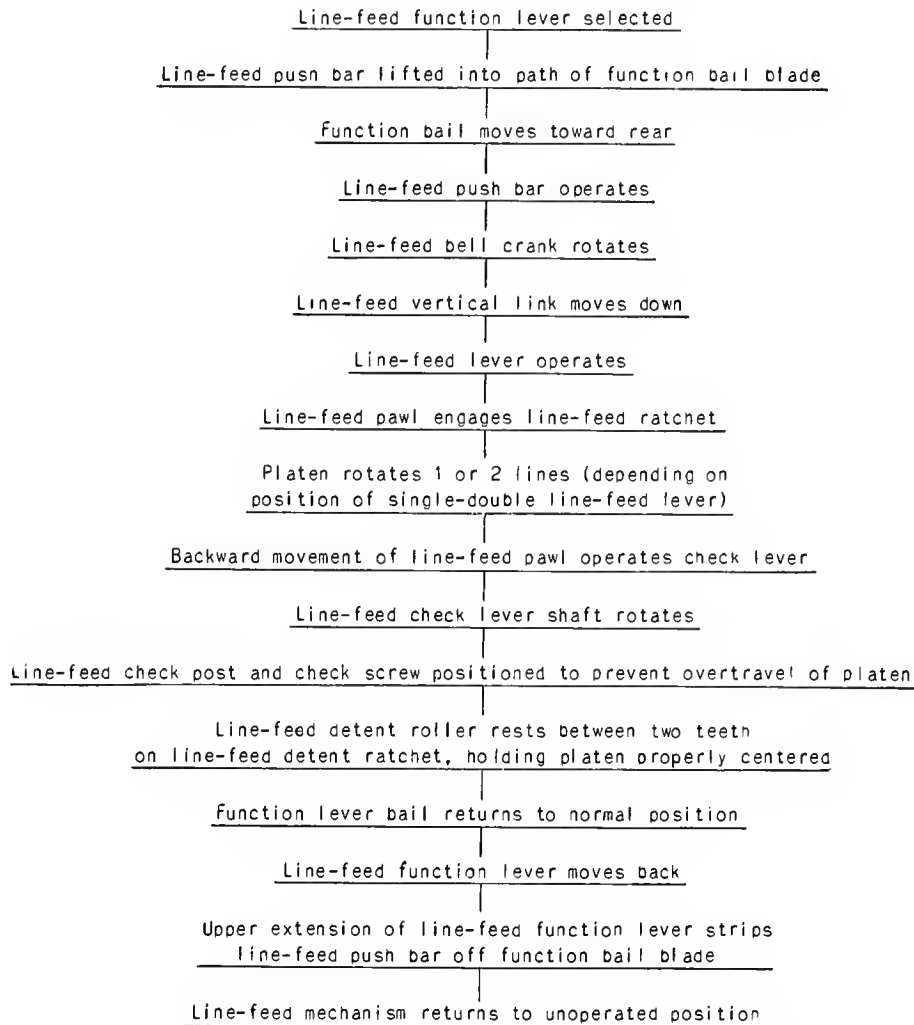 Line-feed function lever selected
Line-feed push bar lifted into path of function bail blade
Function bail moves toward rear
Line-feed push bar operates
Line-feed bell crank rotates
Line-feed vertical link moves down
Line-feed lever operates
Line-feed pawl engages line-feed ratchet
Platen rotates 1 or 2 lines (depending on
position of single-double line-feed lever)
Backward movement of line-feed pawl operates check lever
Line-feed check lever shaft rotates
Line-feed check post and check screw positioned to prevent overtravel of platen
Line-feed detent roller rests between two teeth
on line-feed detent ratchet, holding platen properly centered
Function lever bail returns to normal position
Line-feed function lever moves back
Upper extension of line-feed function lever strips
line-feed push bar off function bail blade
Line-feed mechanism returns to unoperated position